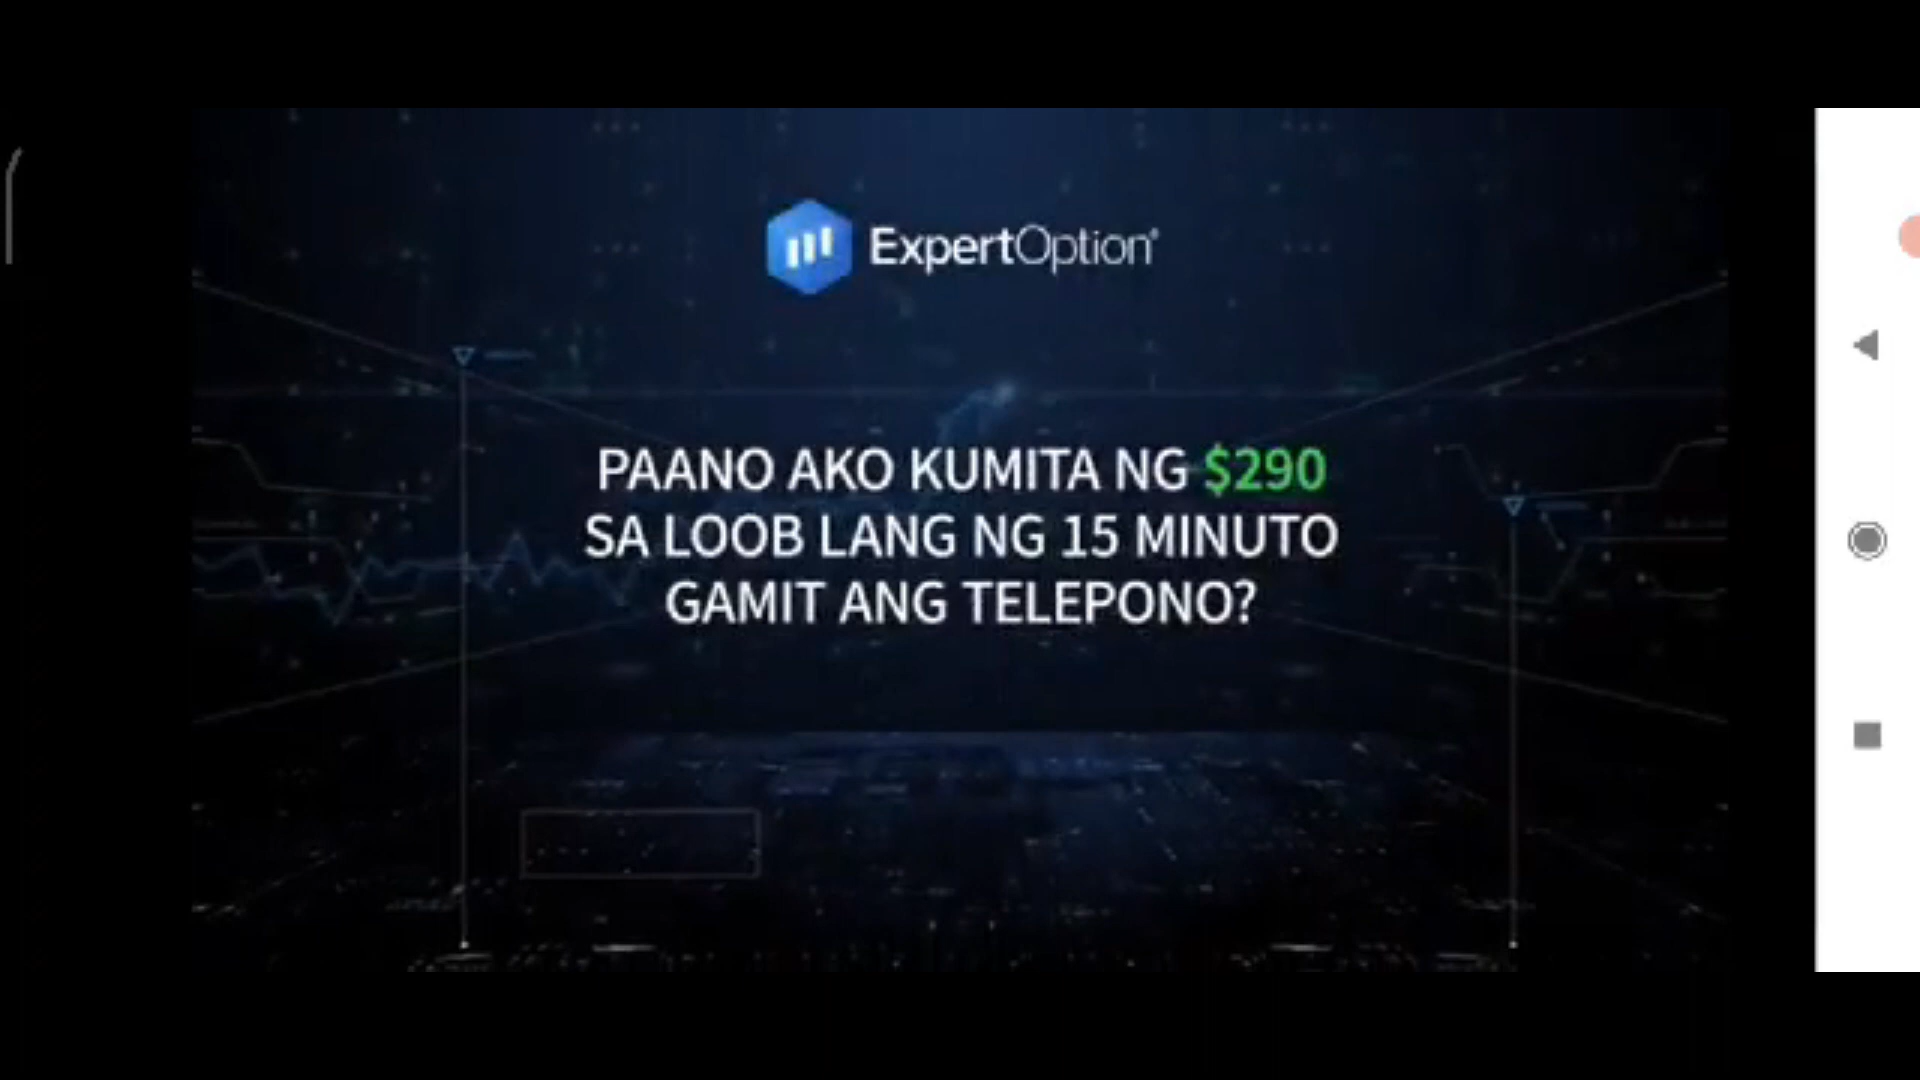 ExpertOption®
PAANO AKO KUMITA NG $290
SA LOOB LANG NG 15 MINUTO
GAMIT ANG TELEPONO?